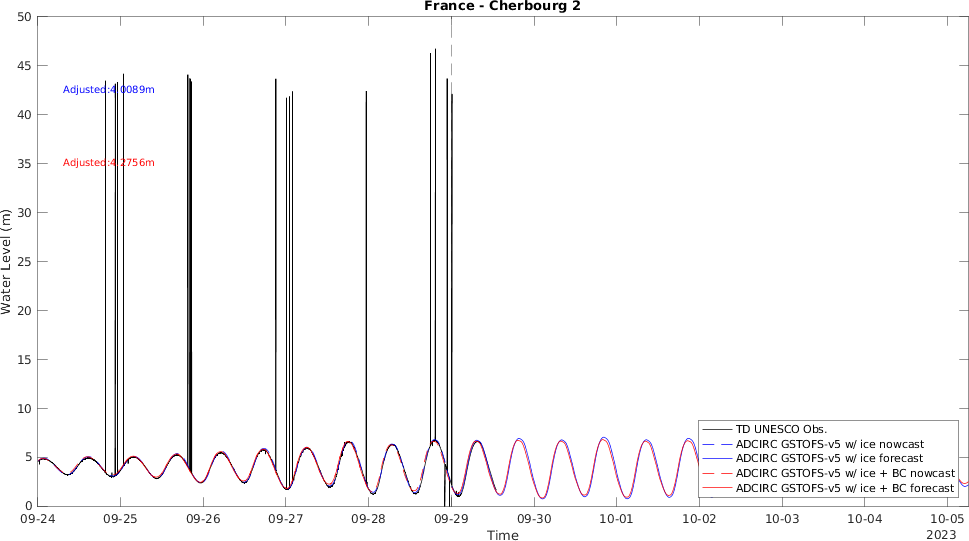 France - Cherbourg 2
50
45
40
35
30
25
20
15
10
5
0
Water Level (m)
Adjusted:4.0089m
Adjusted:4.2756m
TD UNESCO Obs.
ADCIRC GSTOFS-v5 w/ ice nowcast
ADCIRC GSTOFS-v5 w/ ice forecast
ADCIRC GSTOFS-v5 w/ ice + BC nowcast
ADCIRC GSTOFS-v5 w/ ice + BC forecast
09-24 09-25 09-26 09-27 09-28 09-29 09-30 10-01 10-02 10-03 10-04 10-05
Time
2023